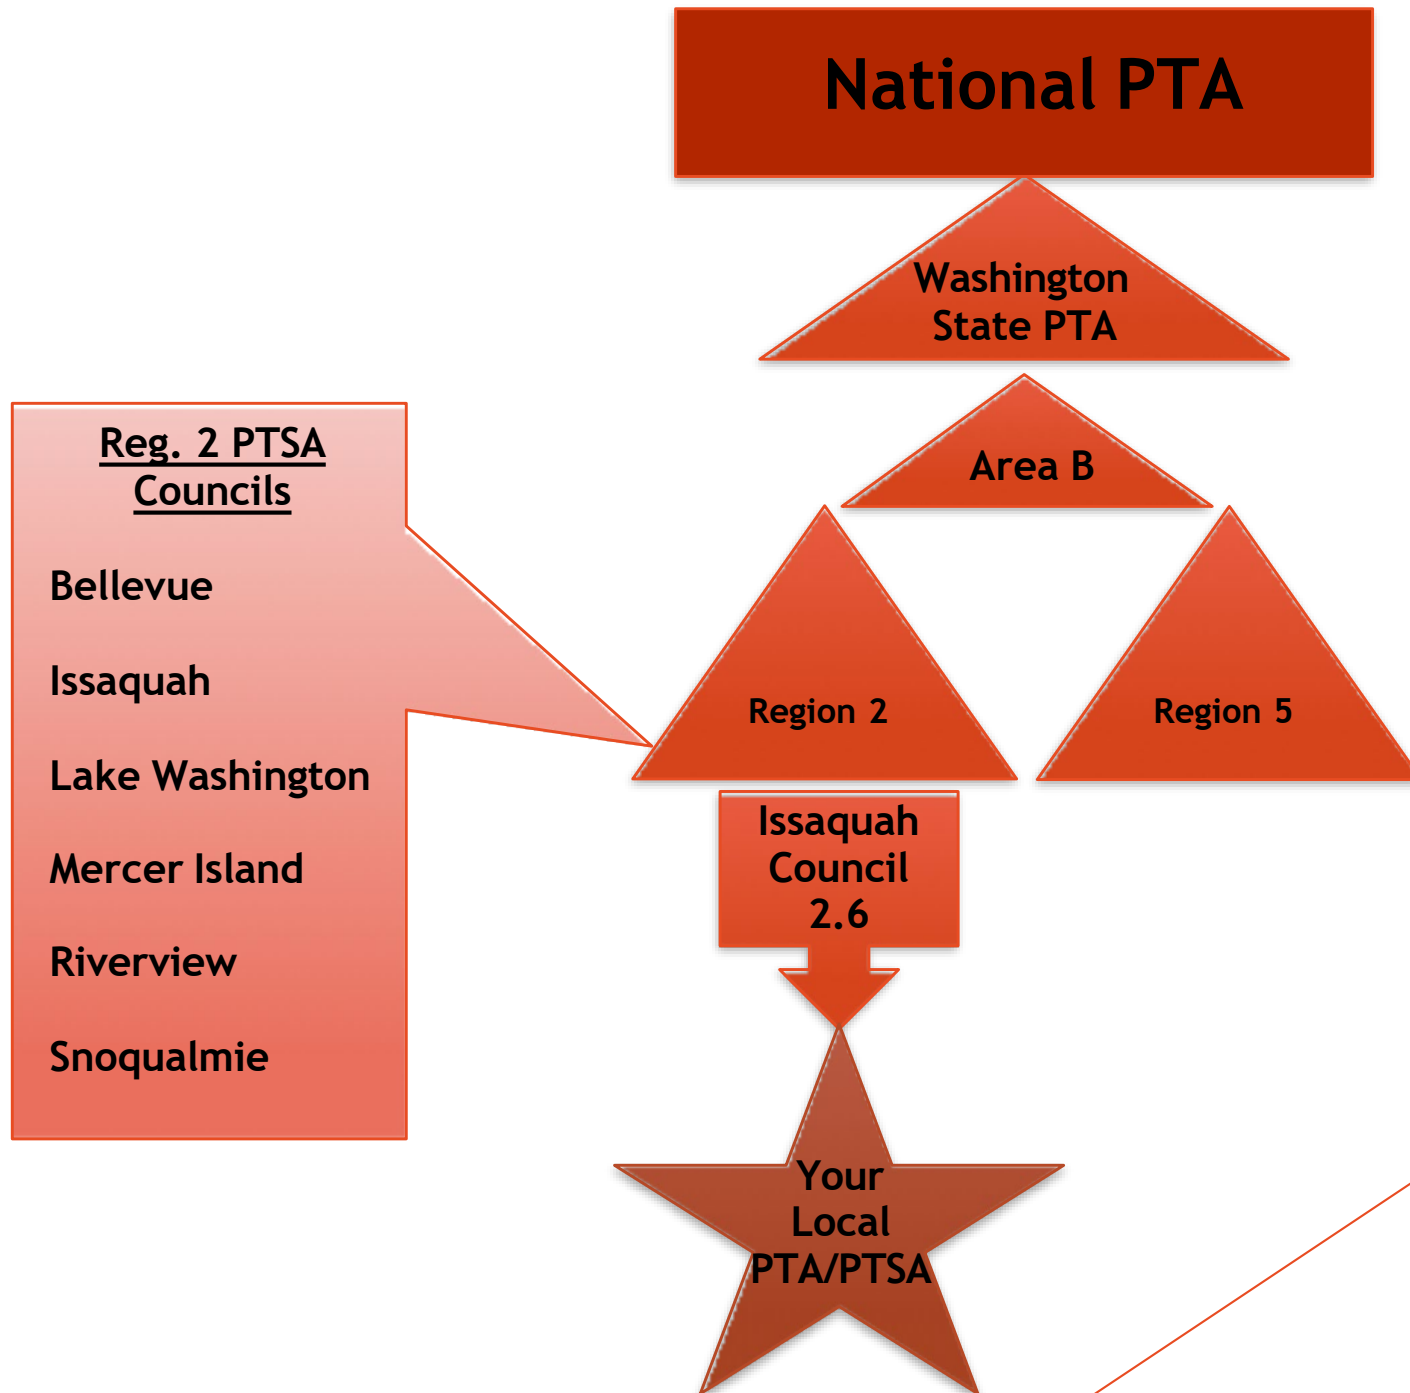 National PTA
Washington
State PTA
Area B
Reg. 2 PTSA
Councils
Bellevue
Issaquah
Lake Washington
Mercer Island
Riverview
Snoqualmie
Region 2
Region 5
Issaquah
Council
2.6
Your
Local
PTA/PTSA